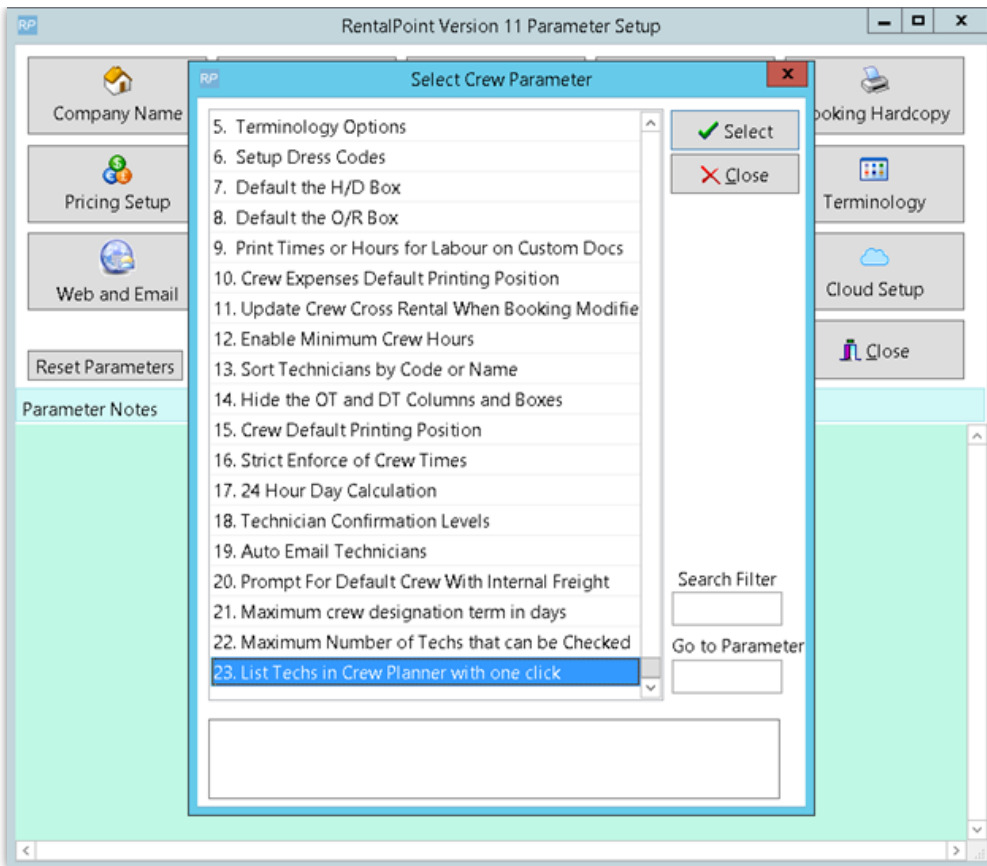 RP
RentalPoint Version 11 Parameter Setup
Company Name
ooking Hardcopy
Pricing Setup
Terminology
Web and Email
Cloud Setup
Reset Parameters
Close
Parameter Notes
RP
Select Crew Parameter
5. Terminology Options
6. Setup Dress Codes
7. Default the H/D Box
8. Default the O/R Box
9. Print Times or Hours for Labour on Custom Docs
10. Crew Expenses Default Printing Position
11. Update Crew Cross Rental When Booking Modifie
12. Enable Minimum Crew Hours
13. Sort Technicians by Code or Name
14. Hide the OT and DT Columns and Boxes
15. Crew Default Printing Position
16. Strict Enforce of Crew Times
17. 24 Hour Day Calculation
18. Technician Confirmation Levels
19. Auto Email Technicians
20. Prompt For Default Crew With Internal Freight
21. Maximum crew designation term in days
22. Maximum Number of Techs that can be Checked
23. List Techs in Crew Planner with one click
Select
Close
Search Filter
Go to Parameter